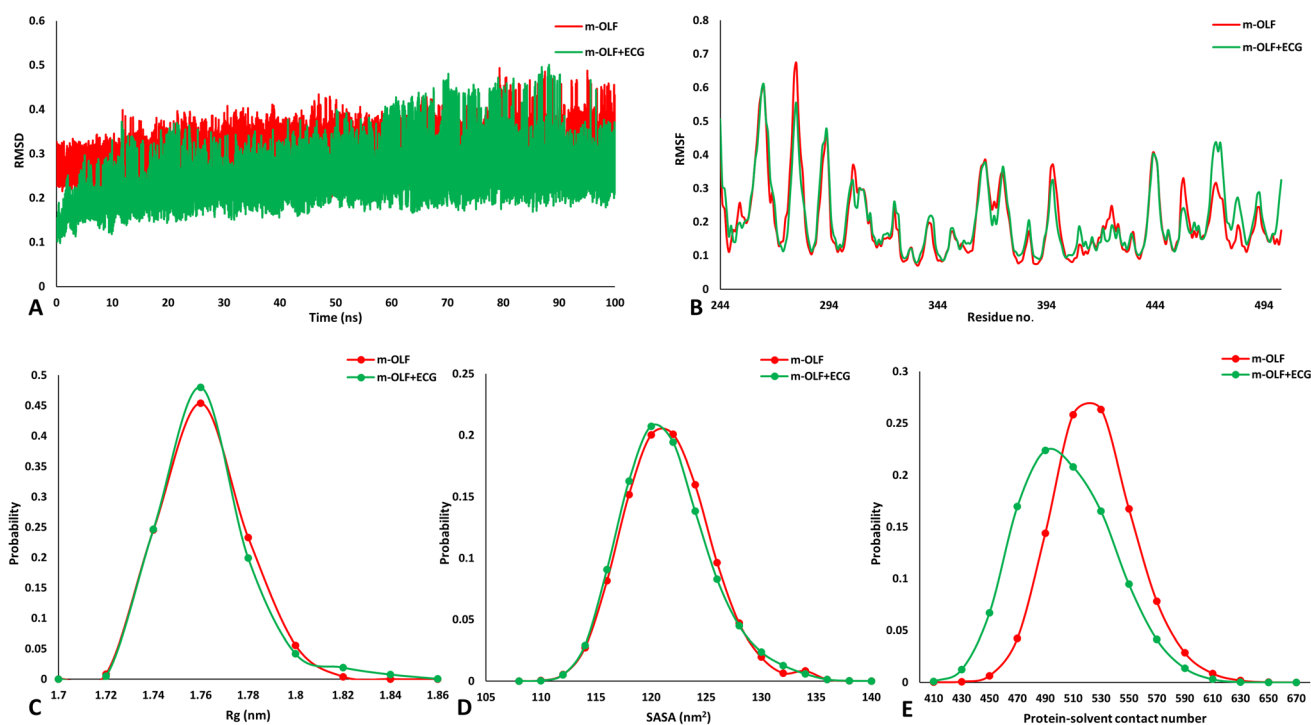 0.6
0.5
0.4
0.3
0.2
0.1
0
RMSD
m-OLF
m-OLF+ECG
0 10 20 30 40 50 60 70 80 90 100
A Time (ns)
0.8
0.7
0.6
0.5
0.4
0.3
0.2
0.1
0
RMSF
m-OLF
m-OLF+ECG
244 294 344 394 444 494
B Residue no.
m-OLF
m-OLF+ECG
0.5
0.45
0.4
0.35
0.3
0.25
0.2
0.15
0.1
0.05
0
Probability
1.7 1.72 1.74 1.76 1.78 1.8 1.82 1.84 1.86
C Rg (nm)
m-OLF
m-OLF+ECG
0.25
0.2
0.15
0.1
0.05
0
Probability
105 110 115 120 125 130 135 140
D SASA (nm²)
m-OLF
m-OLF+ECG
0.3
0.25
0.2
0.15
0.1
0.05
0
Probability
410 430 450 470 490 510 530 550 570 590 610 630 650 670
E Protein-solvent contact number